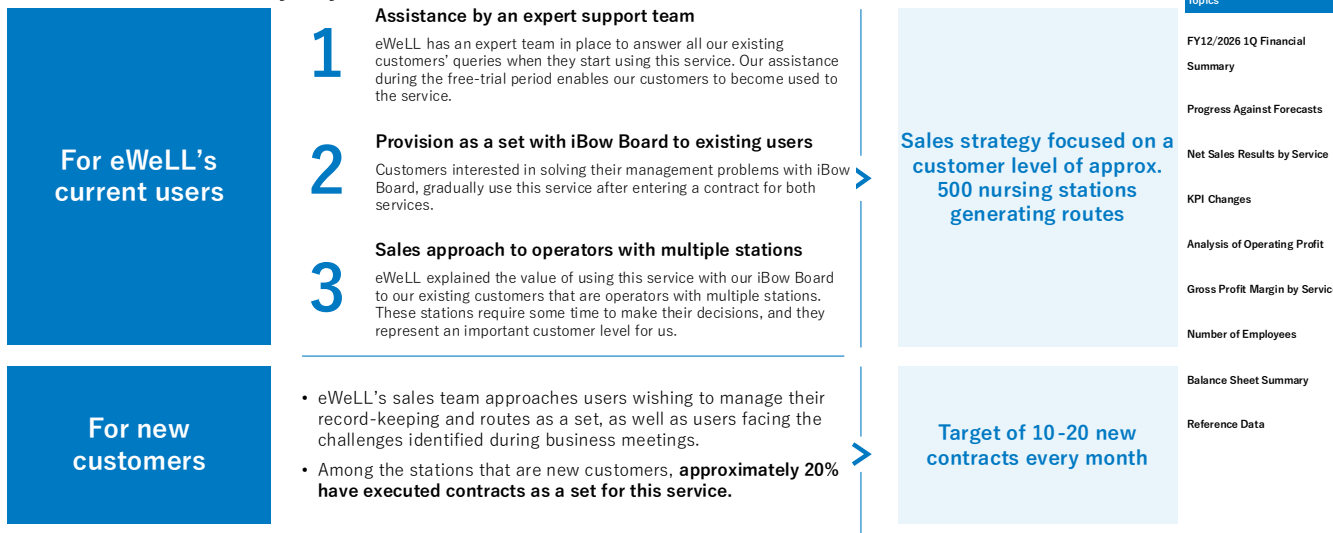 Topics
For eWeLL's
current users
1
Assistance by an expert support team
eWeLL has an expert team in place to answer all our existing
customers' queries when they start using this service. Our assistance
during the free-trial period enables our customers to become used to
the service.
2
Provision as a set with iBow Board to existing users
Customers interested in solving their management problems with iBow
Board, gradually use this service after entering a contract for both
services.
3
Sales approach to operators with multiple stations
eWeLL explained the value of using this service with our iBow Board
to our existing customers that are operators with multiple stations.
These stations require some time to make their decisions, and they
represent an important customer level for us.
Sales strategy focused on a
customer level of approx.
500 nursing stations
generating routes
For new
customers
• eWeLL's sales team approaches users wishing to manage their
record-keeping and routes as a set, as well as users facing the
challenges identified during business meetings.
• Among the stations that are new customers, approximately 20%
have executed contracts as a set for this service.
Target of 10-20 new
contracts every month
FY12/2026 1Q Financial
Summary
Progress Against Forecasts
Net Sales Results by Service
KPI Changes
Analysis of Operating Profit
Gross Profit Margin by Servic
Number of Employees
Balance Sheet Summary
Reference Data